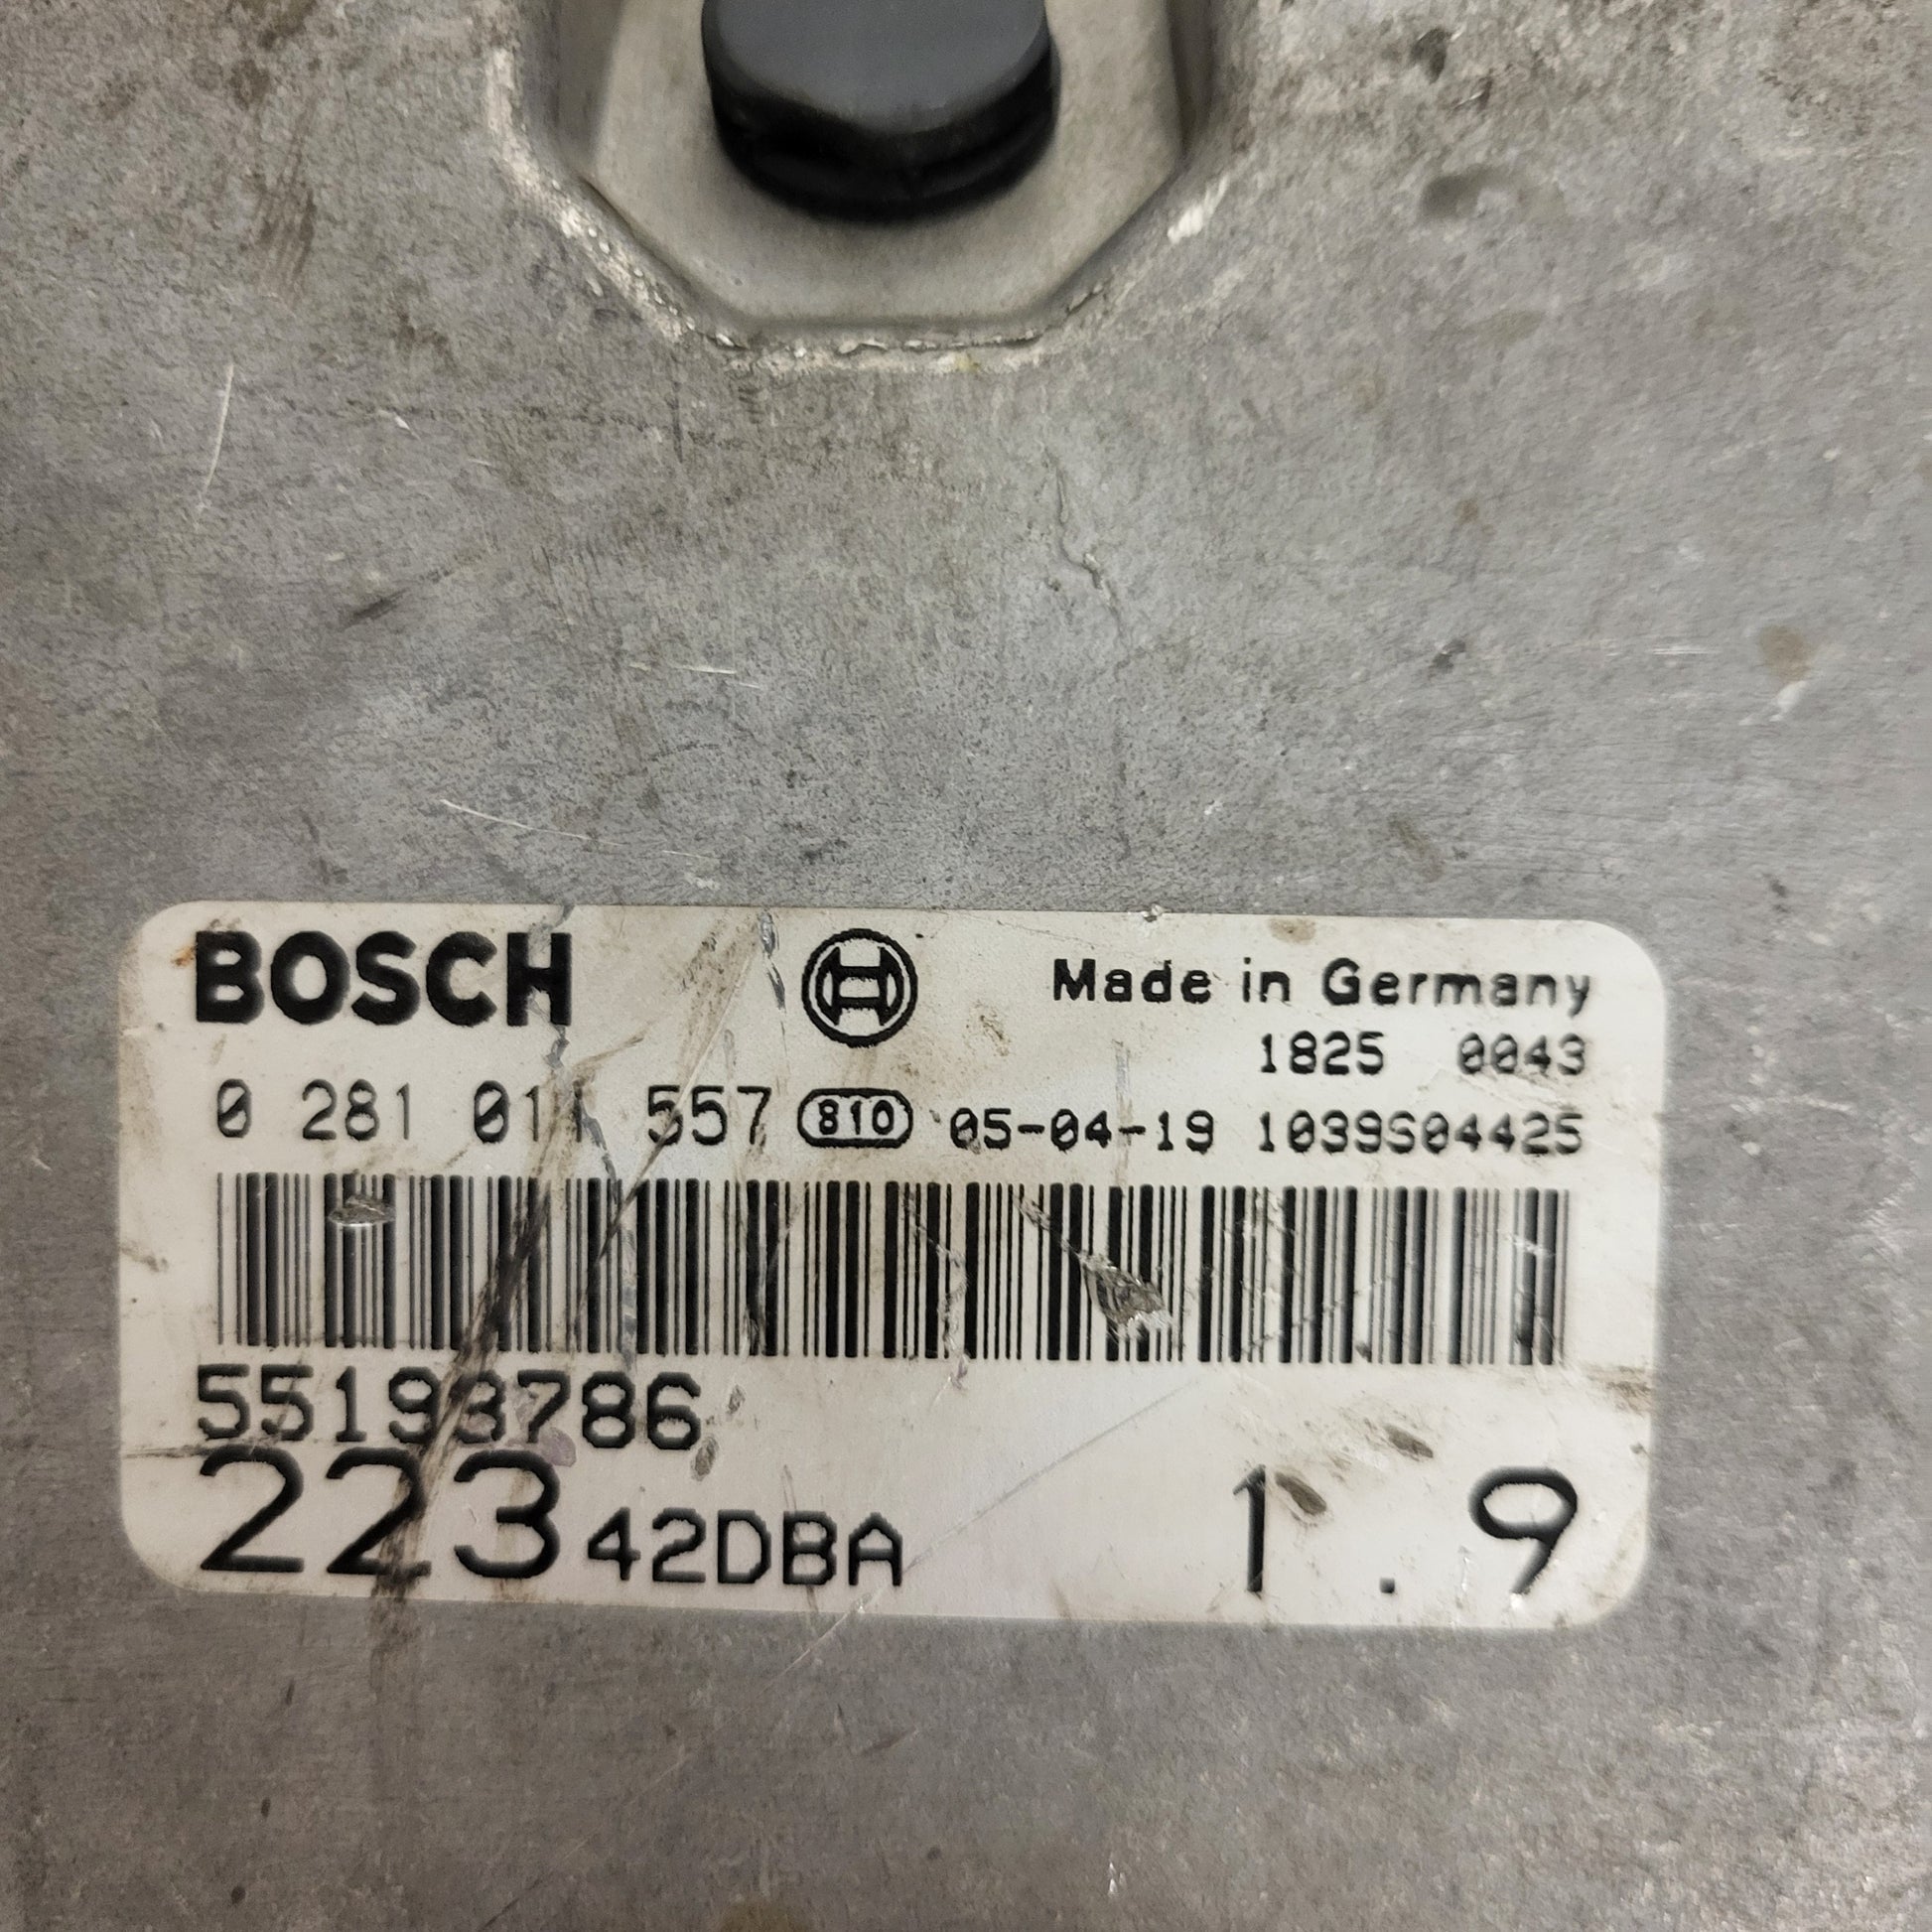 BOSCH Made in Germany
1825 0043
0 281 011 557 810 05-04-19 1039S04425
55193786
223 42DBA 1.9